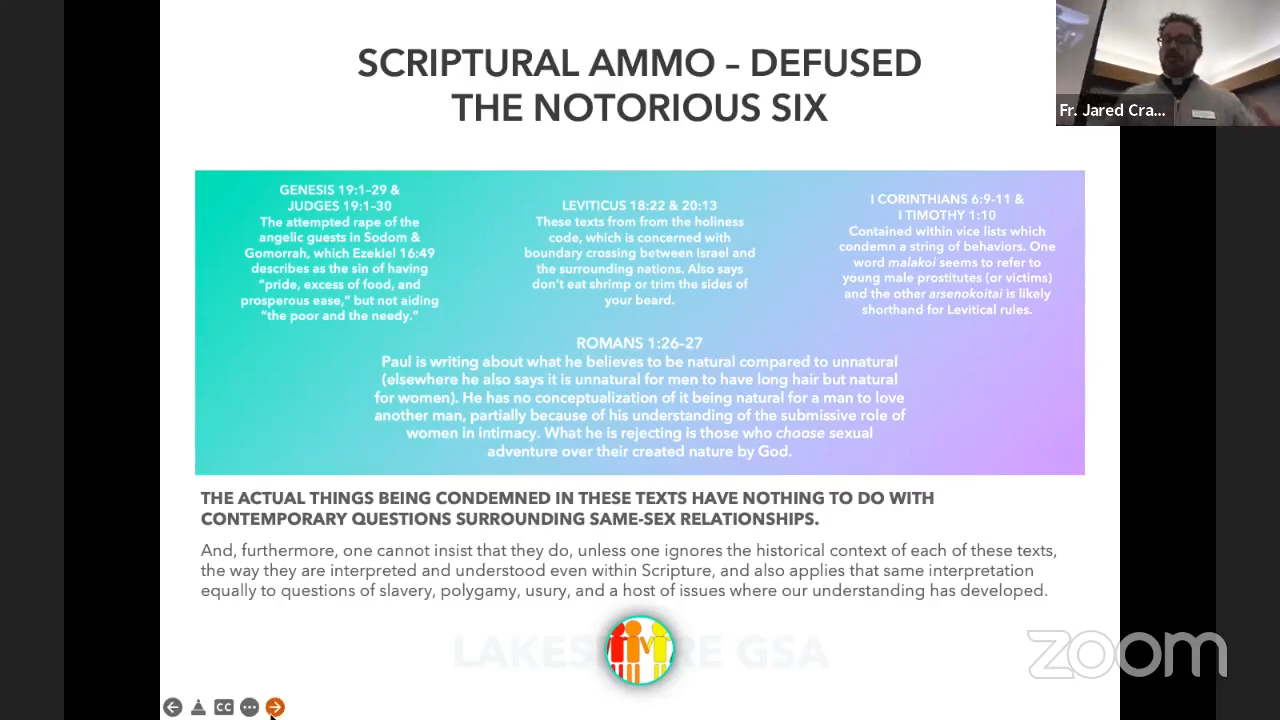 SCRIPTURAL AMMO – DEFUSED
THE NOTORIOUS SIX
Fr. Jared Cra...
GENESIS 19:1–29 &
JUDGES 19:1–30
The attempted rape of the
angelic guests in Sodom &
Gomorrah, which Ezekiel 16:49
describes as the sin of having
“pride, excess of food, and
prosperous ease,” but not aiding
“the poor and the needy.”
LEVITICUS 18:22 & 20:13
These texts from from the holiness
code, which is concerned with
boundary crossing between Israel and
the surrounding nations. Also says
don’t eat shrimp or trim the sides of
your beard.
I CORINTHIANS 6:9-11 &
I TIMOTHY 1:10
Contained within vice lists which
condemn a string of behaviors. One
word malakoi seems to refer to
young male prostitutes (or victims)
and the other arsenokoitai is likely
shorthand for Levitical rules.
ROMANS 1:26–27
Paul is writing about what he believes to be natural compared to unnatural
(elsewhere he also says it is unnatural for men to have long hair but natural
for women). He has no conceptualization of it being natural for a man to love
another man, partially because of his understanding of the submissive role of
women in intimacy. What he is rejecting is those who choose sexual
adventure over their created nature by God.
THE ACTUAL THINGS BEING CONDEMNED IN THESE TEXTS HAVE NOTHING TO DO WITH
CONTEMPORARY QUESTIONS SURROUNDING SAME-SEX RELATIONSHIPS.
And, furthermore, one cannot insist that they do, unless one ignores the historical context of each of these texts,
the way they are interpreted and understood even within Scripture, and also applies that same interpretation
equally to questions of slavery, polygamy, usury, and a host of issues where our understanding has developed.
GSA
zoom
CC